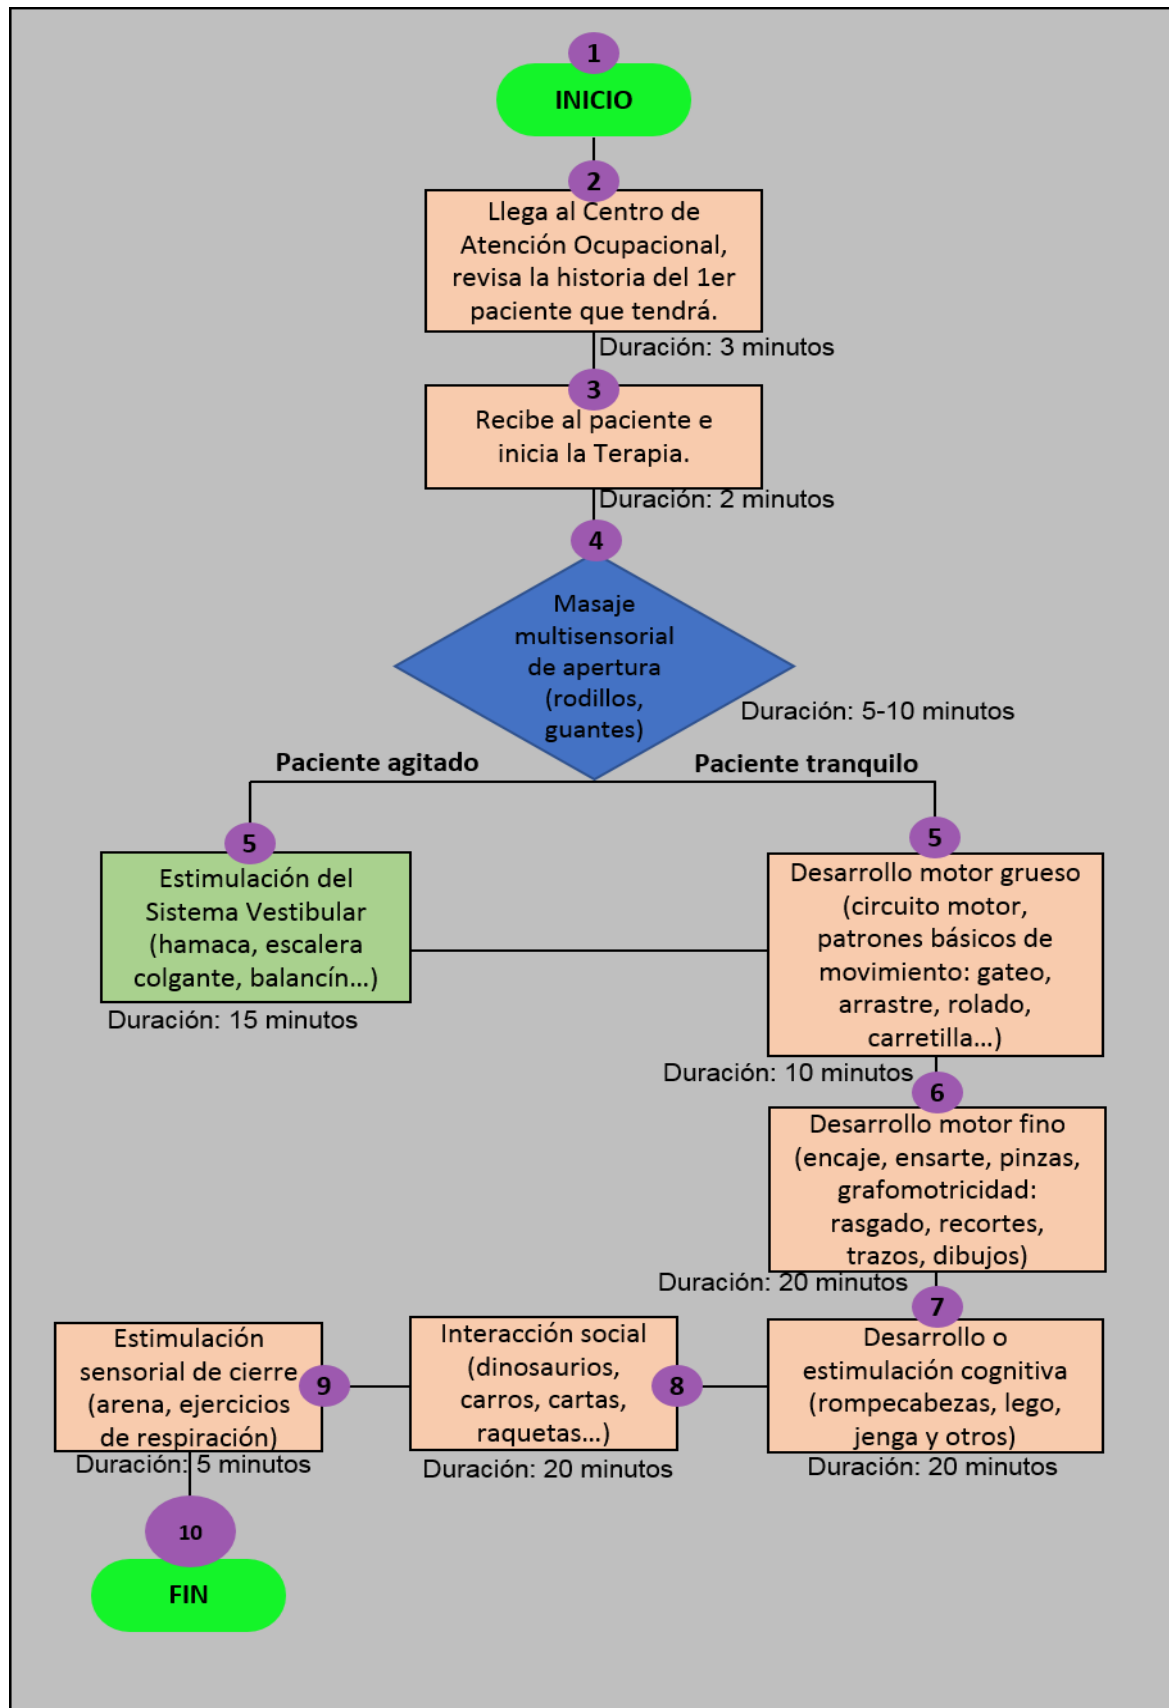 1
INICIO
2
Llega al Centro de
Atención Ocupacional,
revisa la historia del 1er
paciente que tendrá.
Duración: 3 minutos
3
Recibe al paciente e
inicia la Terapia.
Duración: 2 minutos
4
Masaje
multisensorial
de apertura
(rodillos,
guantes)
Duración: 5-10 minutos
Paciente agitado
Paciente tranquilo
5
Estimulación del
Sistema Vestibular
(hamaca, escalera
colgante, balancín...)
Duración: 15 minutos
5
Desarrollo motor grueso
(circuito motor,
patrones básicos de
movimiento: gateo,
arrastre, rolado,
carretilla...)
Duración: 10 minutos
6
Desarrollo motor fino
(encaje, ensarte, pinzas,
grafomotricidad:
rasgado, recortes,
trazos, dibujos)
Duración: 20 minutos
7
Desarrollo o
estimulación cognitiva
(rompecabezas, lego,
jenga y otros)
Duración: 20 minutos
8
Interacción social
(dinosaurios,
carros, cartas,
raquetas...)
Duración: 20 minutos
9
Estimulación
sensorial de cierre
(arena, ejercicios
de respiración)
Duración: 5 minutos
10
FIN